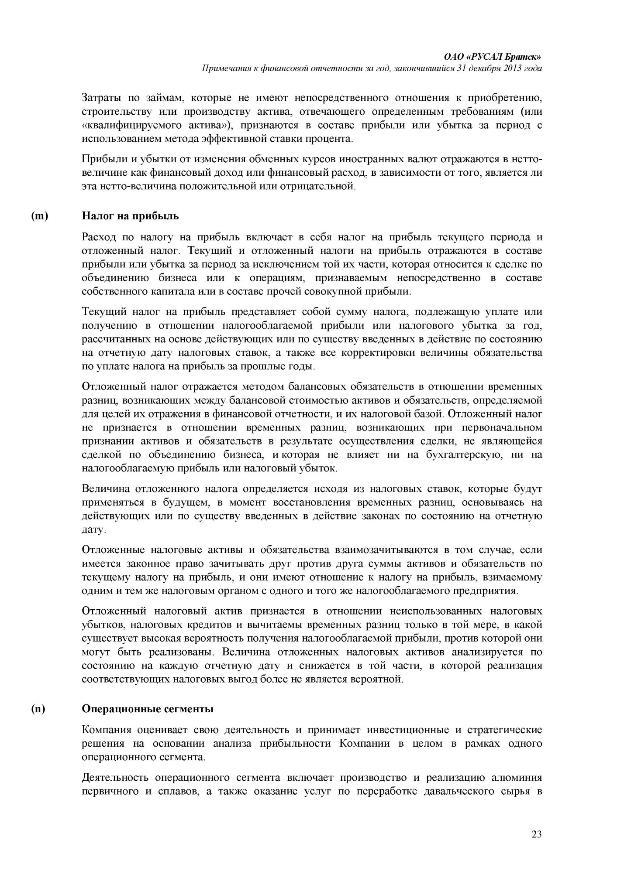 ОАО «РУСАЛ Братск»
Примечания к финансовой отчетности за год, закончившийся 31 декабря 2013 года
Затраты по займам, которые не имеют непосредственного отношения к приобретению,
строительству или производству актива, отвечающего определенным требованиям (или
«квалифицируемого актива»), признаются в составе прибыли или убытка за период с
использованием метода эффективной ставки процента.
Прибыли и убытки от изменения обменных курсов иностранных валют отражаются в нетто-
величине как финансовый доход или финансовый расход, в зависимости от того, является ли
эта нетто-величина положительной или отрицательной.
(m) Налог на прибыль
Расход по налогу на прибыль включает в себя налог на прибыль текущего периода и
отложенный налог. Текущий и отложенный налоги на прибыль отражаются в составе
прибыли или убытка за период за исключением той их части, которая относится к сделке по
объединению бизнеса или к операциям, признаваемым непосредственно в составе
собственного капитала или в составе прочей совокупной прибыли.
Текущий налог на прибыль представляет собой сумму налога, подлежащую уплате или
получению в отношении налогооблагаемой прибыли или налогового убытка за год,
рассчитанных на основе действующих или по существу введенных в действие по состоянию
на отчетную дату налоговых ставок, а также все корректировки величины обязательства
по уплате налога на прибыль за прошлые годы.
Отложенный налог отражается методом балансовых обязательств в отношении временных
разниц, возникающих между балансовой стоимостью активов и обязательств, определяемой
для целей их отражения в финансовой отчетности, и их налоговой базой. Отложенный налог
не признается в отношении временных разниц, возникающих при первоначальном
признании активов и обязательств в результате осуществления сделки, не являющейся
сделкой по объединению бизнеса, и которая не влияет ни на бухгалтерскую, ни на
налогооблагаемую прибыль или налоговый убыток.
Величина отложенного налога определяется исходя из налоговых ставок, которые будут
применяться в будущем, в момент восстановления временных разниц, основываясь на
действующих или по существу введенных в действие законах по состоянию на отчетную
дату.
Отложенные налоговые активы и обязательства взаимозачитываются в том случае, если
имеется законное право зачитывать друг против друга суммы активов и обязательств по
текущему налогу на прибыль, и они имеют отношение к налогу на прибыль, взимаемому
одним и тем же налоговым органом с одного и того же налогооблагаемого предприятия.
Отложенный налоговый актив признается в отношении неиспользованных налоговых
убытков, налоговых кредитов и вычитаемы временных разниц только в той мере, в какой
существует высокая вероятность получения налогооблагаемой прибыли, против которой они
могут быть реализованы. Величина отложенных налоговых активов анализируется по
состоянию на каждую отчетную дату и снижается в той части, в которой реализация
соответствующих налоговых выгод более не является вероятной.
(n) Операционные сегменты
Компания оценивает свою деятельность и принимает инвестиционные и стратегические
решения на основании анализа прибыльности Компании в целом в рамках одного
операционного сегмента.
Деятельность операционного сегмента включает производство и реализацию алюминия
первичного и сплавов, а также оказание услуг по переработке давальческого сырья в
23